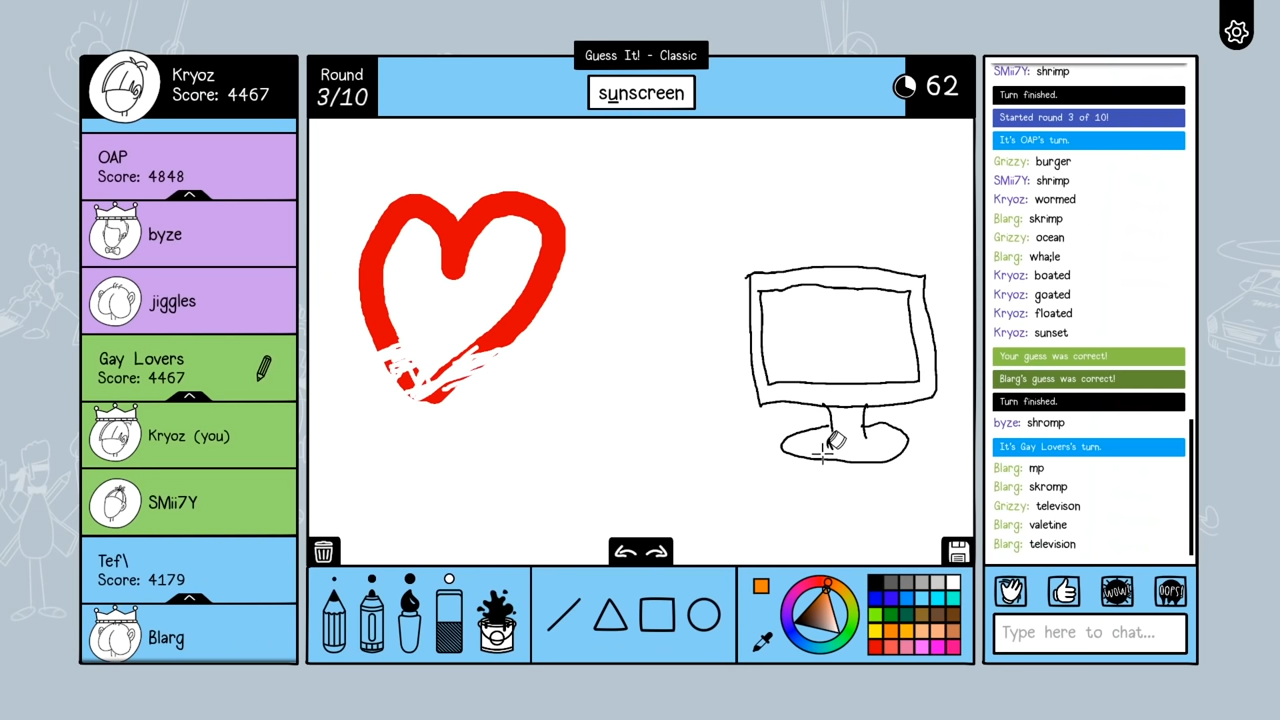 Guess It! - Classic
Kryoz
Score: 4467
Round
3/10
sunscreen
62
OAP
Score: 4848
byze
jiggles
Gay Lovers
Score: 4467
Kryoz (you)
SMii7Y
Tef\
Score: 4179
Blarg
SMii7Y: shrimp
Turn finished.
Started round 3 of 10!
It's OAP's turn.
Grizzy: burger
SMii7Y: shrimp
Kryoz: wormed
Blarg: skrimp
Grizzy: ocean
Blarg: wha;le
Kryoz: boated
Kryoz: goated
Kryoz: floated
Kryoz: sunset
Your guess was correct!
Blarg's guess was correct!
Turn finished.
byze: shromp
It's Gay Lovers's turn.
Blarg: mp
Blarg: skromp
Grizzy: televison
Blarg: valetine
Blarg: television
WOW!
OOPS!
Type here to chat...